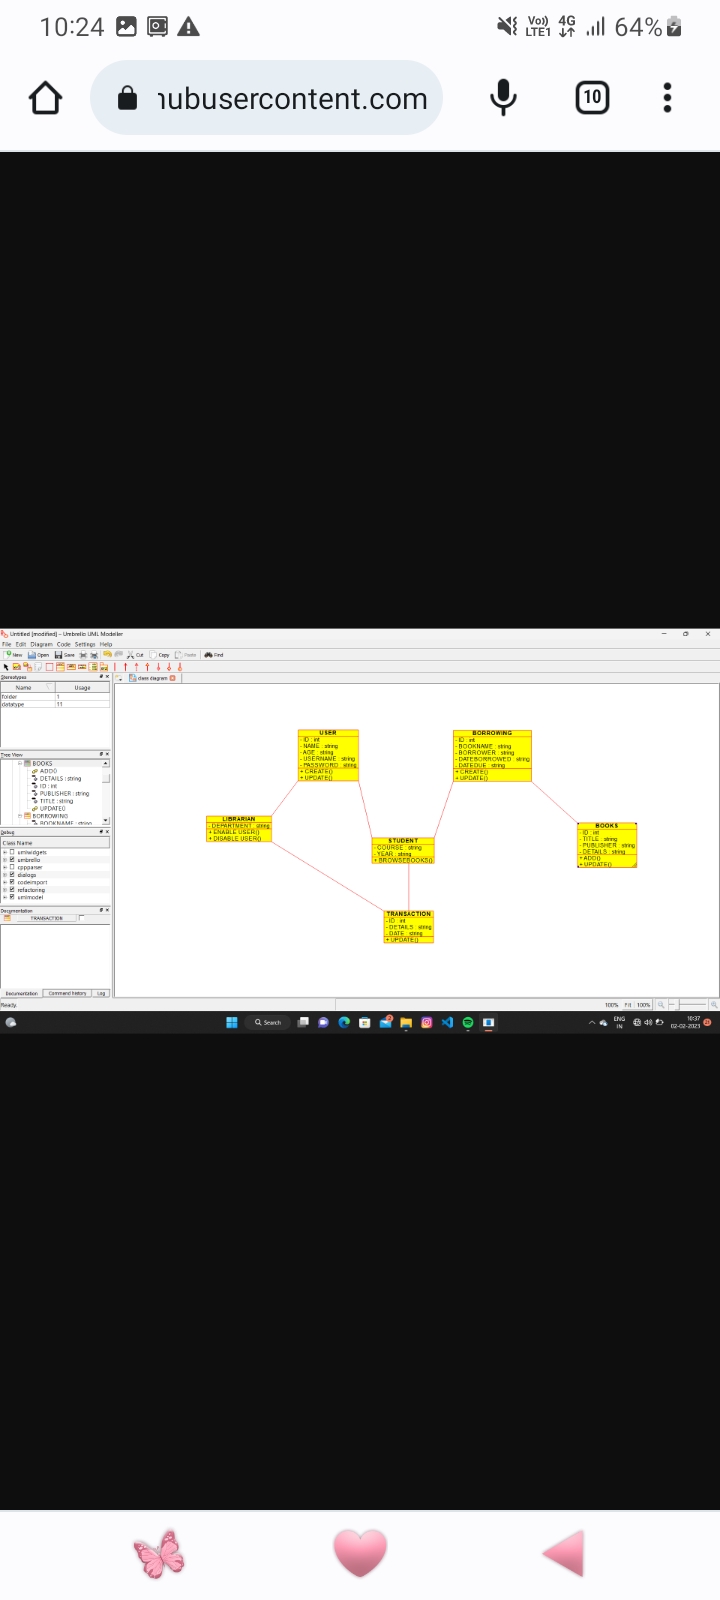 10:24
Vo))
4G
LTE1
64%
nubusercontent.com
10
Untitled [modified] - Umbrello UML Modeller
File Edit Diagram Code Settings Help
New Open Save Cut Copy Paste Find
Stereotypes
class diagram
Name Usage
folder 1
datatype 11
Tree View
BOOKS
ADD()
DETAILS : string
ID : int
PUBLISHER : string
TITLE : string
UPDATE()
BORROWING
BOOKNAME : string
Debug
Class Name
umlwidgets
umbrello
cppparser
dialogs
codeimport
refactoring
umlmodel
Documentation
TRANSACTION
USER
- ID : int
- NAME : string
- AGE : string
- USERNAME : string
- PASSWORD : string
+ CREATE()
+ UPDATE()
BORROWING
- ID : int
- BOOKNAME : string
- BORROWER : string
- DATEBORROWED : string
- DATEDUE : string
+ CREATE()
+ UPDATE()
LIBRARIAN
- DEPARTMENT : string
+ ENABLE USER()
+ DISABLE USER()
STUDENT
- COURSE : string
- YEAR : string
+ BROWSEBOOKS()
BOOKS
- ID : int
- TITLE : string
- PUBLISHER : string
- DETAILS : string
+ ADD()
+ UPDATE()
TRANSACTION
- ID : int
- DETAILS : string
- DATE : string
+ UPDATE()
Documentation Command history Log
Ready.
100% Fit 100%
Search
ENG
IN
10:37
02-02-2023